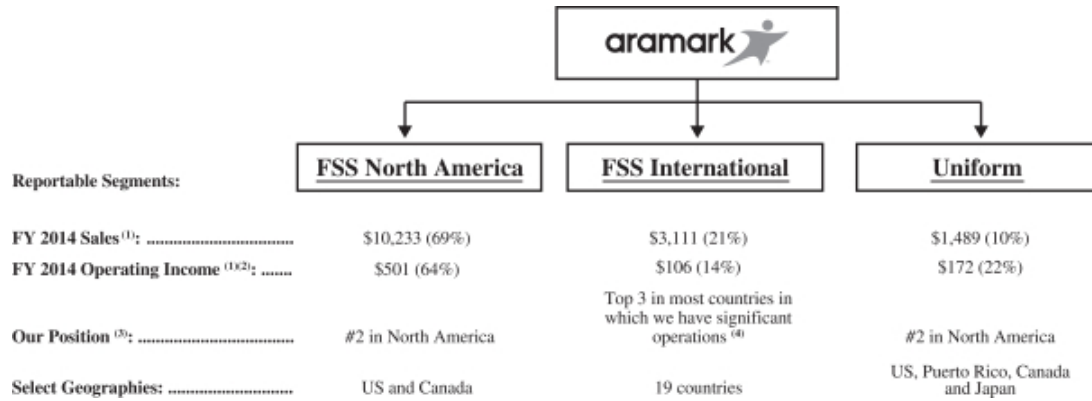 aramark
FSS North America FSS International Uniform
Reportable Segments:
FY 2014 Sales (1): .................................... $10,233 (69%) $3,111 (21%) $1,489 (10%)
FY 2014 Operating Income (1)(2): ....... $501 (64%) $106 (14%) $172 (22%)
Top 3 in most countries in
which we have significant
Our Position (3): ...................................... #2 in North America operations (4) #2 in North America
US, Puerto Rico, Canada
Select Geographies: ............................... US and Canada 19 countries and Japan